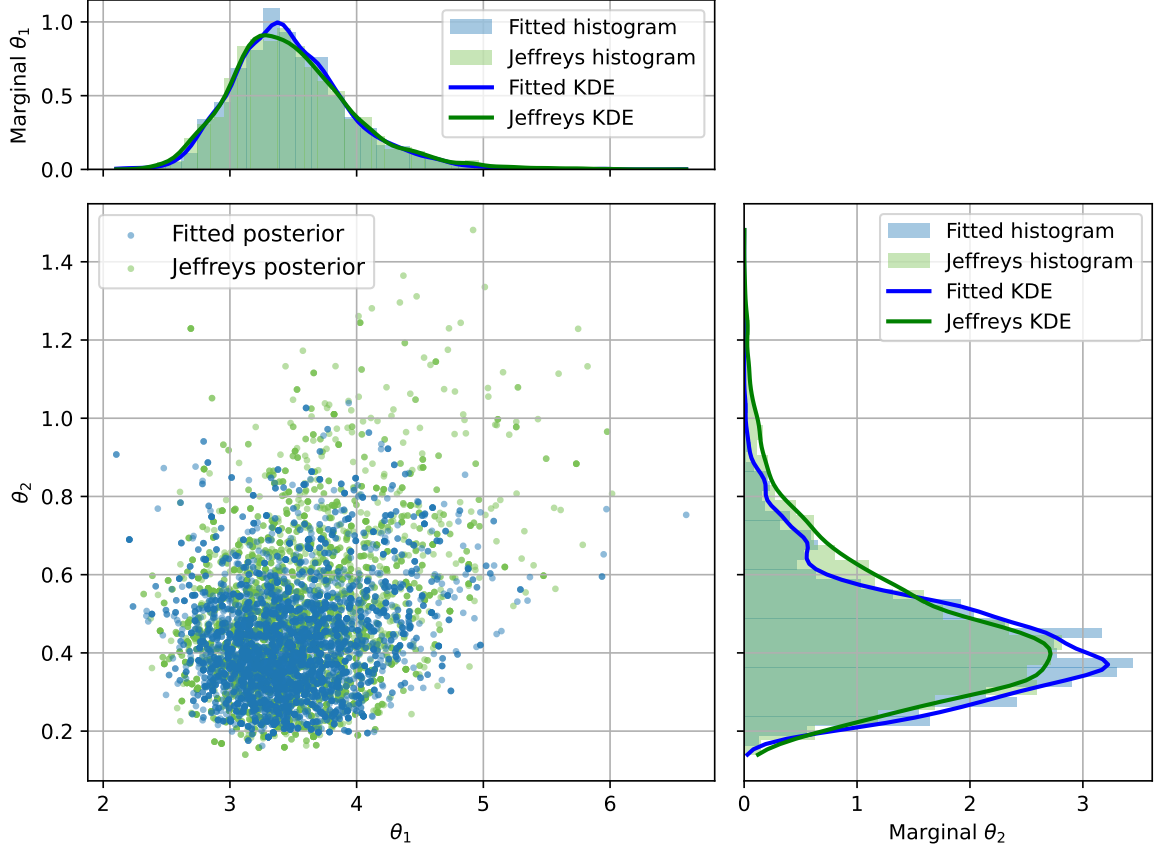 Marginal θ₁
1.0
0.5
0.0
Fitted histogram
Jeffreys histogram
Fitted KDE
Jeffreys KDE
θ₂
1.4
1.2
1.0
0.8
0.6
0.4
0.2
Fitted posterior
Jeffreys posterior
2 3 4 5 6
θ₁
Fitted histogram
Jeffreys histogram
Fitted KDE
Jeffreys KDE
0 1 2 3
Marginal θ₂